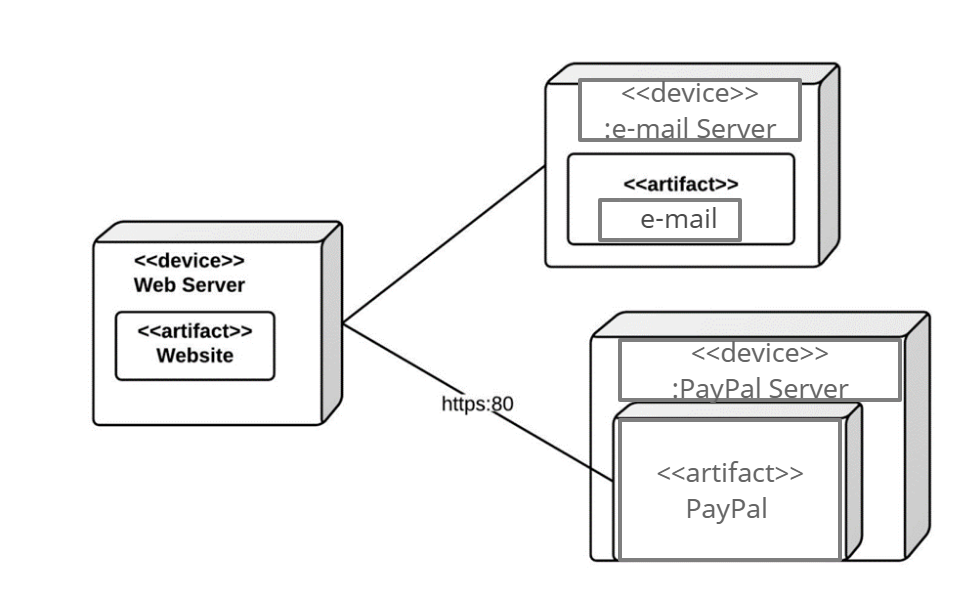 <<device>>
:e-mail Server
<<artifact>>
e-mail
<<device>>
Web Server
<<artifact>>
Website
https:80
<<device>>
:PayPal Server
<<artifact>>
PayPal